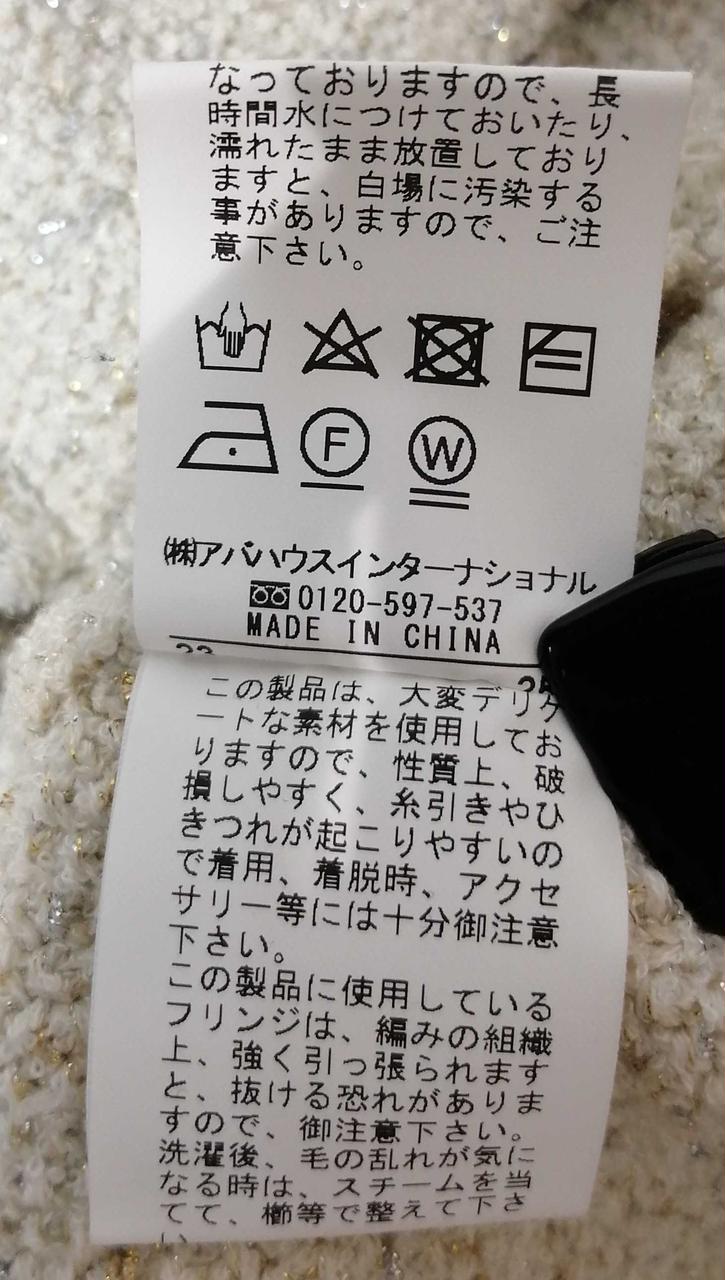 なっておりますので、長
時間水につけておいたり、
濡れたまま放置しており
ますと、白場に汚染する
事がありますので、ご注
意下さい。
F W
㈱アバハウスインターナショナル
0120-597-537
MADE IN CHINA
この製品は、大変デリケ
ートな素材を使用してお
りますので、性質上、破
損しやすく、糸引きやひ
きつれが起こりやすいの
で着用、着脱時、アクセ
サリー等には十分御注意
下さい。
この製品に使用している
フリンジは、編みの組織
上、強く引っ張られます
と、抜ける恐れがありま
すので、御注意下さい。
洗濯後、毛の乱れが気に
なる時は、スチームを当
てて、櫛等で整えて下さ